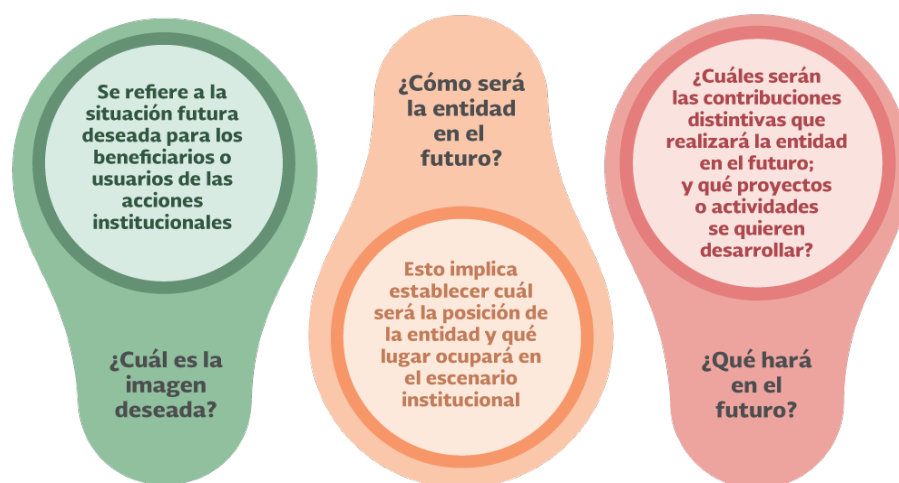 Se refiere a la
situación futura
deseada para los
beneficiarios o
usuarios de las
acciones
institucionales
¿Cuál es la
imagen
deseada?
¿Cómo será
la entidad
en el
futuro?
Esto implica
establecer cuál
será la posición de
la entidad y qué
lugar ocupará en
el escenario
institucional
¿Cuáles serán
las contribuciones
distintivas que
realizará la entidad
en el futuro;
y qué proyectos
o actividades
se quieren
desarrollar?
¿Qué hará
en el
futuro?